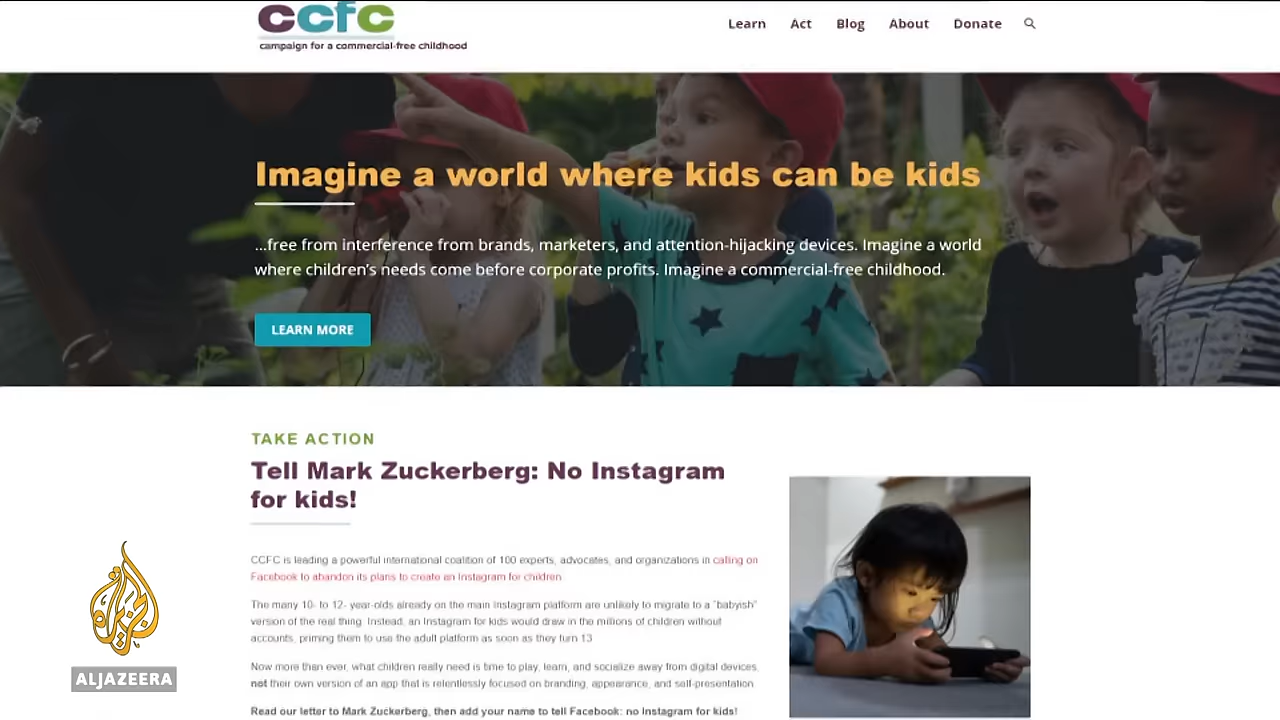 ccfc
campaign for a commercial-free childhood
Learn Act Blog About Donate
Imagine a world where kids can be kids
...free from interference from brands, marketers, and attention-hijacking devices. Imagine a world
where children's needs come before corporate profits. Imagine a commercial-free childhood.
LEARN MORE
TAKE ACTION
Tell Mark Zuckerberg: No Instagram
for kids!
CCFC is leading a powerful international coalition of 100 experts, advocates, and organizations in calling on
Facebook to abandon its plans to create an Instagram for children
The many 10- to 12- year-olds already on the main Instagram platform are unlikely to migrate to a "babyish"
version of the real thing. Instead, an Instagram for kids would draw in the millions of children without
accounts, priming them to use the adult platform as soon as they turn 13
Now more than ever, what children really need is time to play, learn, and socialize away from digital devices,
not their own version of an app that is relentlessly focused on branding, appearance, and self-presentation
Read our letter to Mark Zuckerberg, then add your name to tell Facebook: no Instagram for kids!
الجزيرة
ALJAZEERA